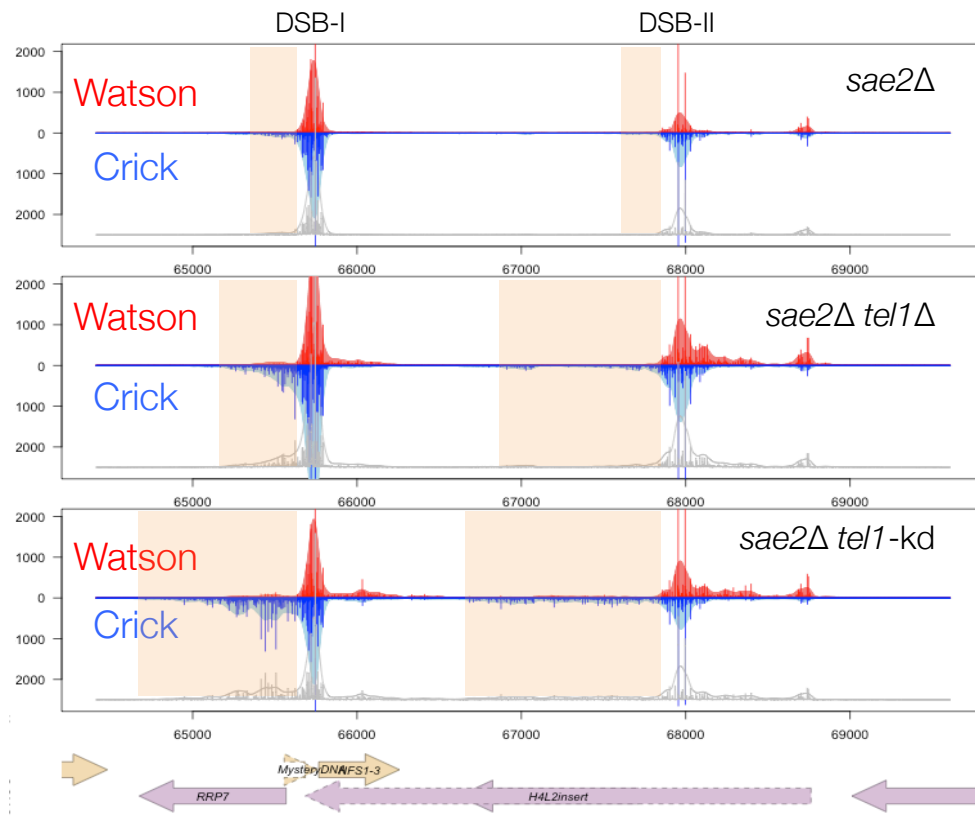 DSB-I DSB-II
2000
1000
0
1000
2000
Watson
Crick
sae2Δ
65000 66000 67000 68000 69000
2000
1000
0
1000
2000
Watson
Crick
sae2Δ tel1Δ
65000 66000 67000 68000 69000
2000
1000
0
1000
2000
Watson
Crick
sae2Δ tel1-kd
65000 66000 67000 68000 69000
MysteryDNA NFS1-3
RRP7 H4L2insert